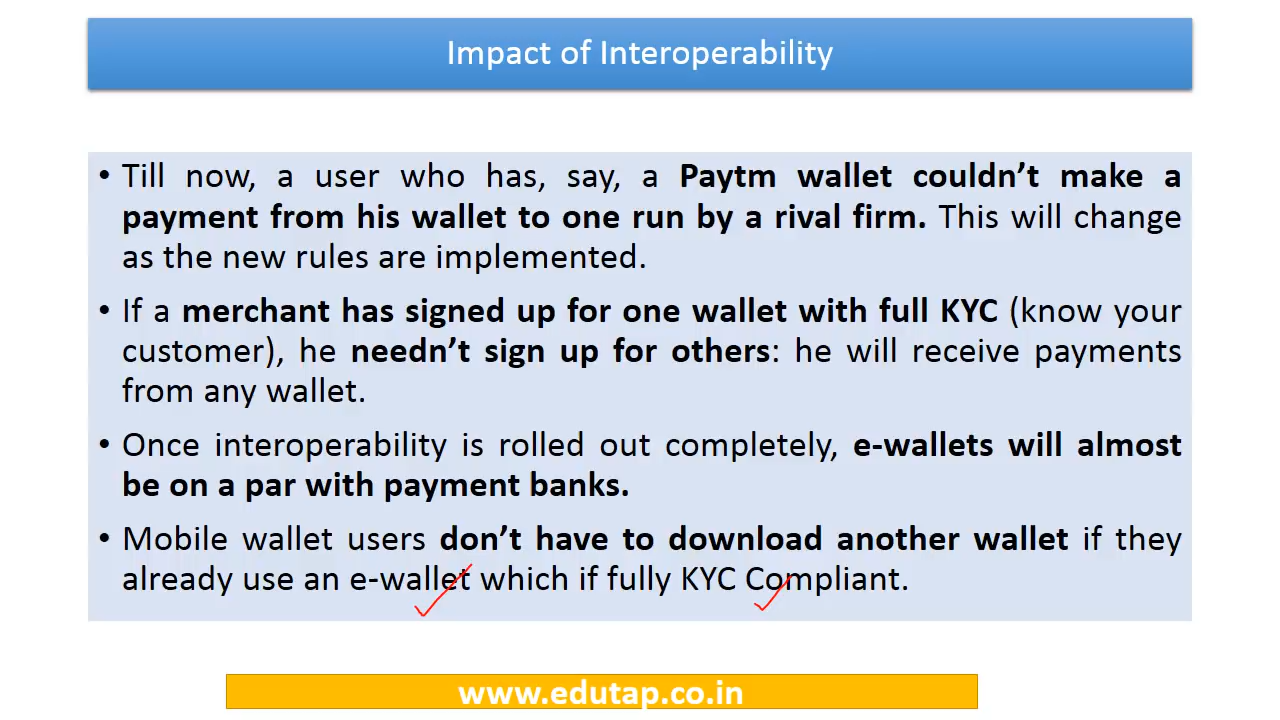 Impact of Interoperability
• Till now, a user who has, say, a Paytm wallet couldn’t make a
payment from his wallet to one run by a rival firm. This will change
as the new rules are implemented.
• If a merchant has signed up for one wallet with full KYC (know your
customer), he needn’t sign up for others: he will receive payments
from any wallet.
• Once interoperability is rolled out completely, e-wallets will almost
be on a par with payment banks.
• Mobile wallet users don’t have to download another wallet if they
already use an e-wallet which if fully KYC Compliant.
www.edutap.co.in